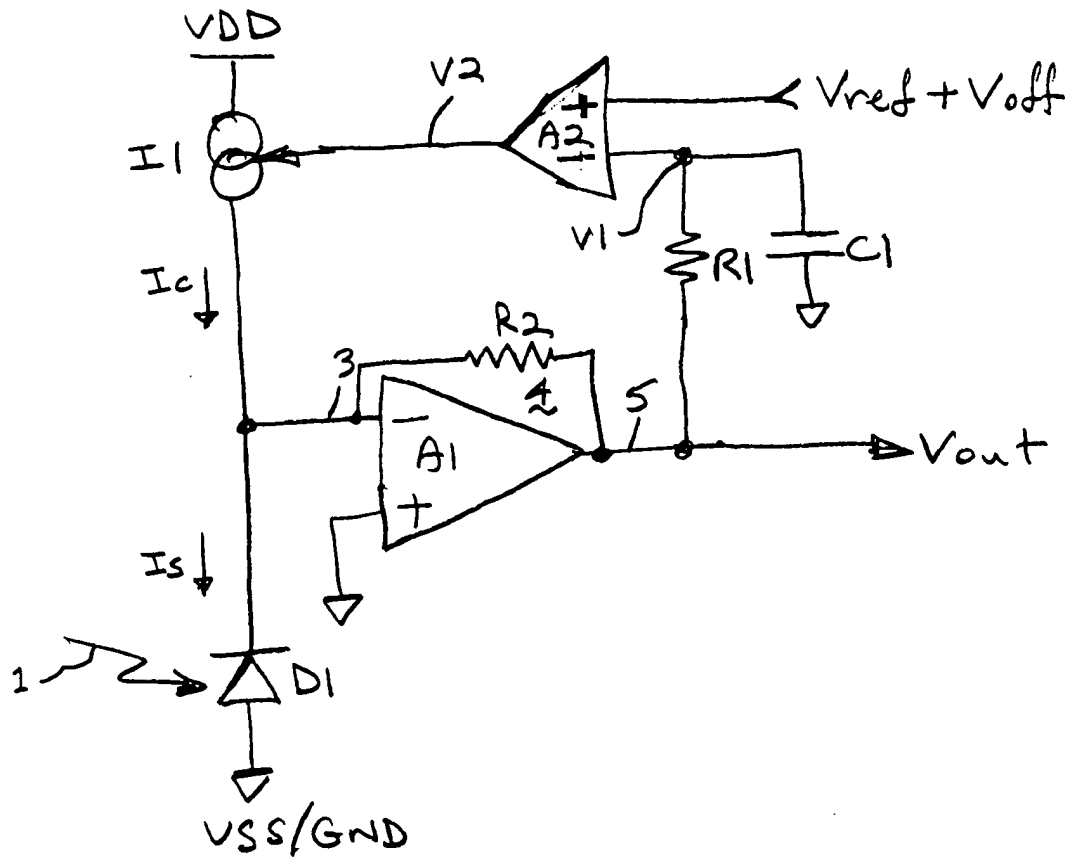 VDD
V2
Vref + Voff
+
A2
I1
V1
R1
C1
Ic
R2
3
4
5
−
A1
+
Vout
Is
1
D1
VSS/GND